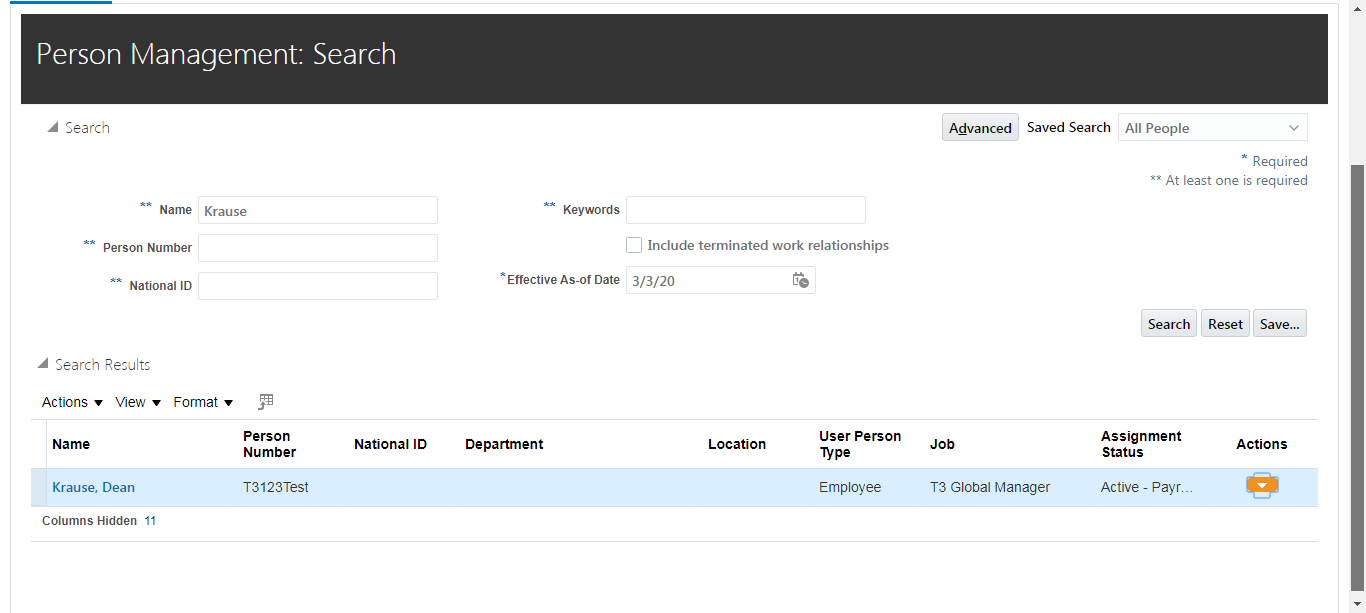 Person Management: Search
Search
Advanced Saved Search All People
* Required
** At least one is required
** Name Krause
** Keywords
** Person Number
Include terminated work relationships
** National ID
*Effective As-of Date 3/3/20
Search Reset Save...
Search Results
Actions View Format
Name Person Number National ID Department Location User Person Type Job Assignment Status Actions
Krause, Dean T3123Test Employee T3 Global Manager Active - Payr...
Columns Hidden 11